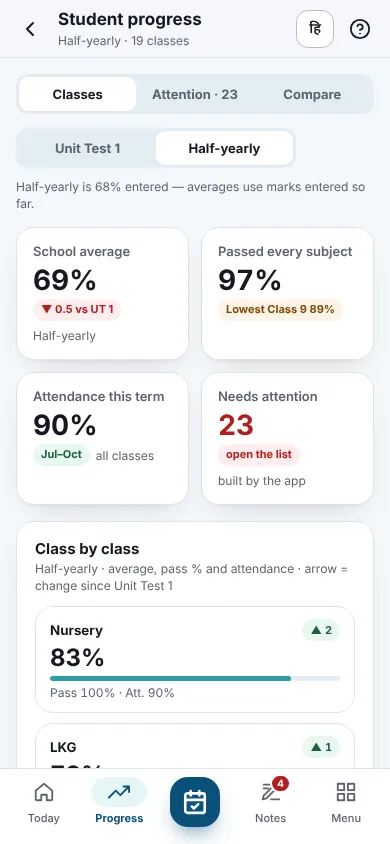 Student progress
Half-yearly · 19 classes
हि
Classes
Attention · 23
Compare
Unit Test 1
Half-yearly
Half-yearly is 68% entered — averages use marks entered so
far.
School average
69%
▼ 0.5 vs UT 1
Half-yearly
Passed every subject
97%
Lowest Class 9 89%
Attendance this term
90%
Jul–Oct all classes
Needs attention
23
open the list
built by the app
Class by class
Half-yearly · average, pass % and attendance · arrow =
change since Unit Test 1
Nursery
▲ 2
83%
Pass 100% · Att. 90%
LKG
▲ 1
Today
Progress
4
Notes
Menu